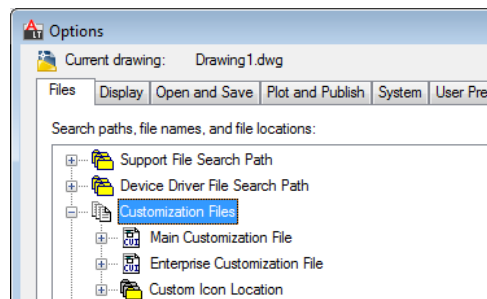 Options
Current drawing: Drawing1.dwg
Files Display Open and Save Plot and Publish System User Pre
Search paths, file names, and file locations:
Support File Search Path
Device Driver File Search Path
Customization Files
CUI Main Customization File
CUI Enterprise Customization File
Custom Icon Location